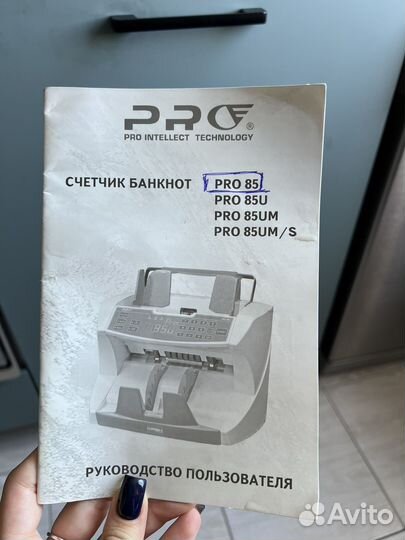 PRO®
PRO INTELLECT TECHNOLOGY
СЧЕТЧИК БАНКНОТ PRO 85
PRO 85U
PRO 85UM
PRO 85UM/S
РУКОВОДСТВО ПОЛЬЗОВАТЕЛЯ
Avito